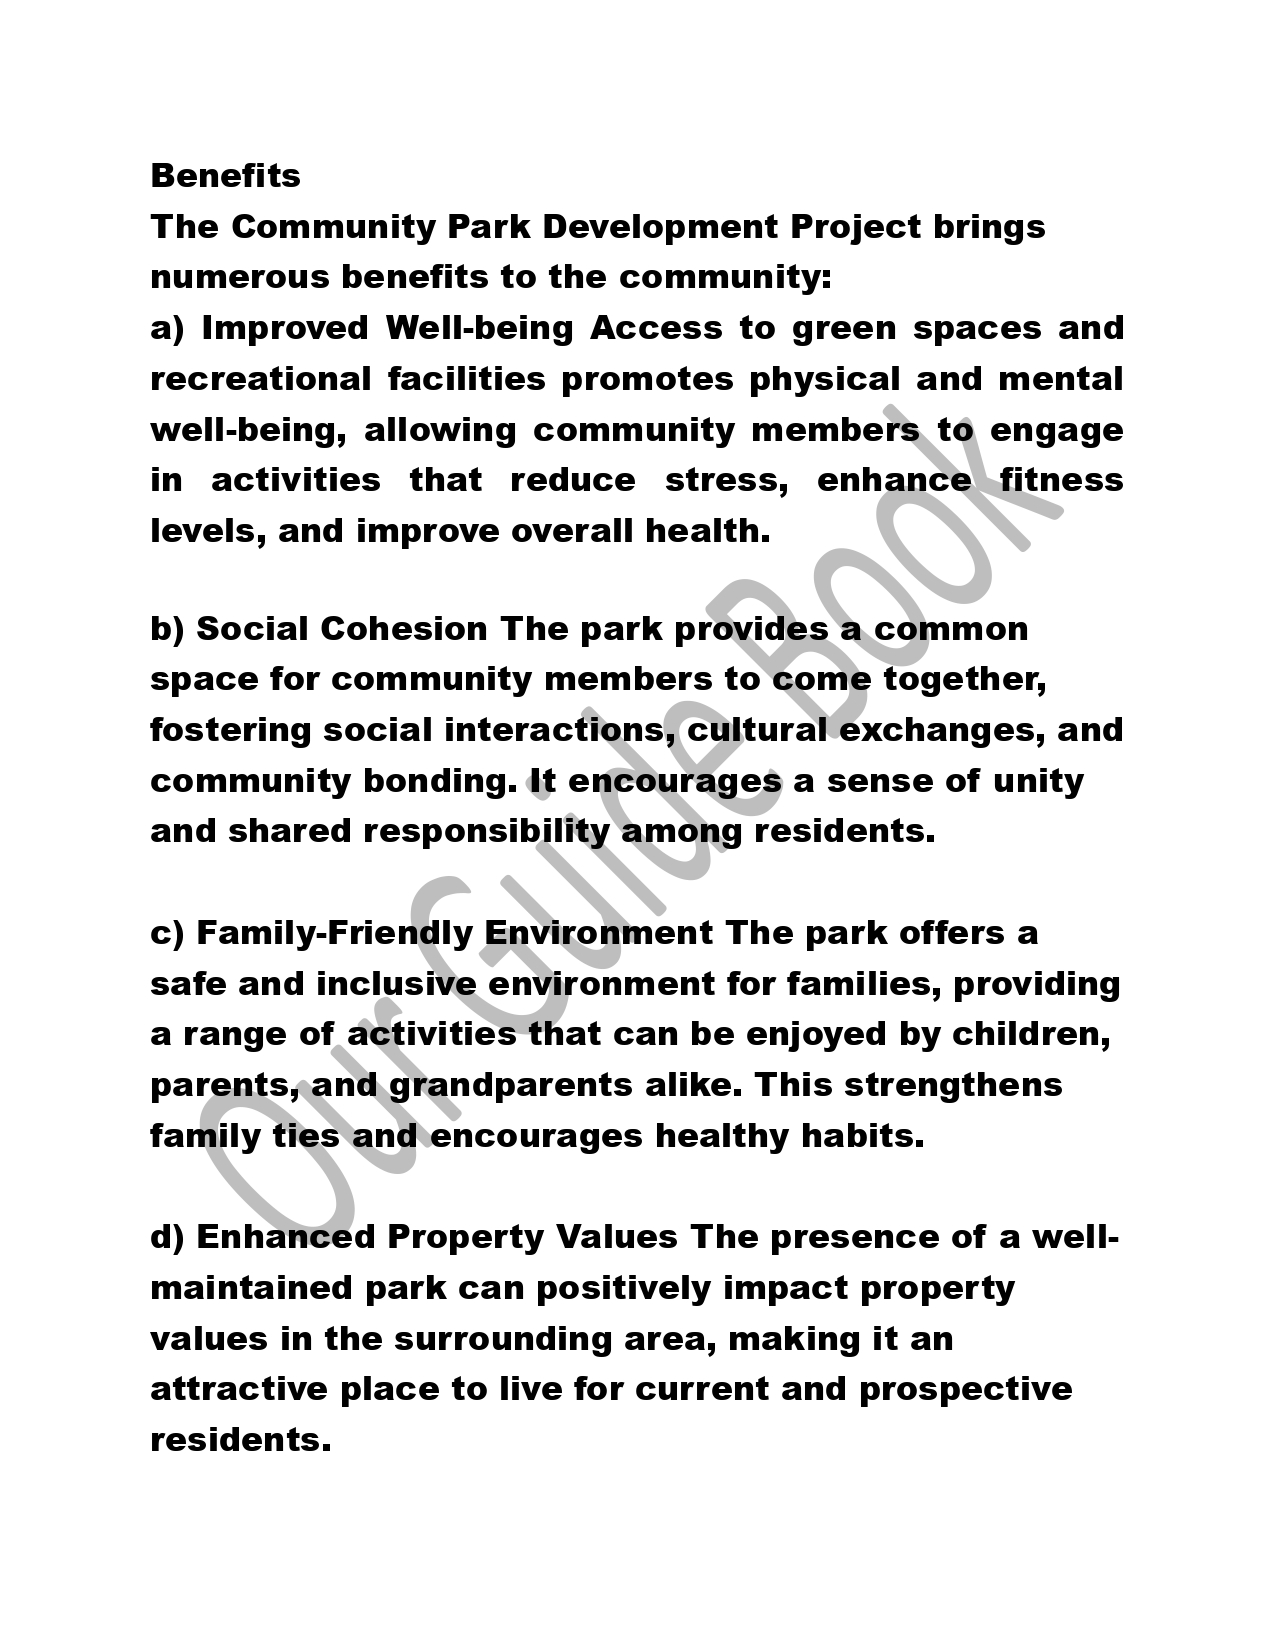 Benefits
The Community Park Development Project brings
numerous benefits to the community:
a) Improved Well-being Access to green spaces and
recreational facilities promotes physical and mental
well-being, allowing community members to engage
in activities that reduce stress, enhance fitness
levels, and improve overall health.
b) Social Cohesion The park provides a common
space for community members to come together,
fostering social interactions, cultural exchanges, and
community bonding. It encourages a sense of unity
and shared responsibility among residents.
c) Family-Friendly Environment The park offers a
safe and inclusive environment for families, providing
a range of activities that can be enjoyed by children,
parents, and grandparents alike. This strengthens
family ties and encourages healthy habits.
d) Enhanced Property Values The presence of a well-
maintained park can positively impact property
values in the surrounding area, making it an
attractive place to live for current and prospective
residents.
Our Guide Book